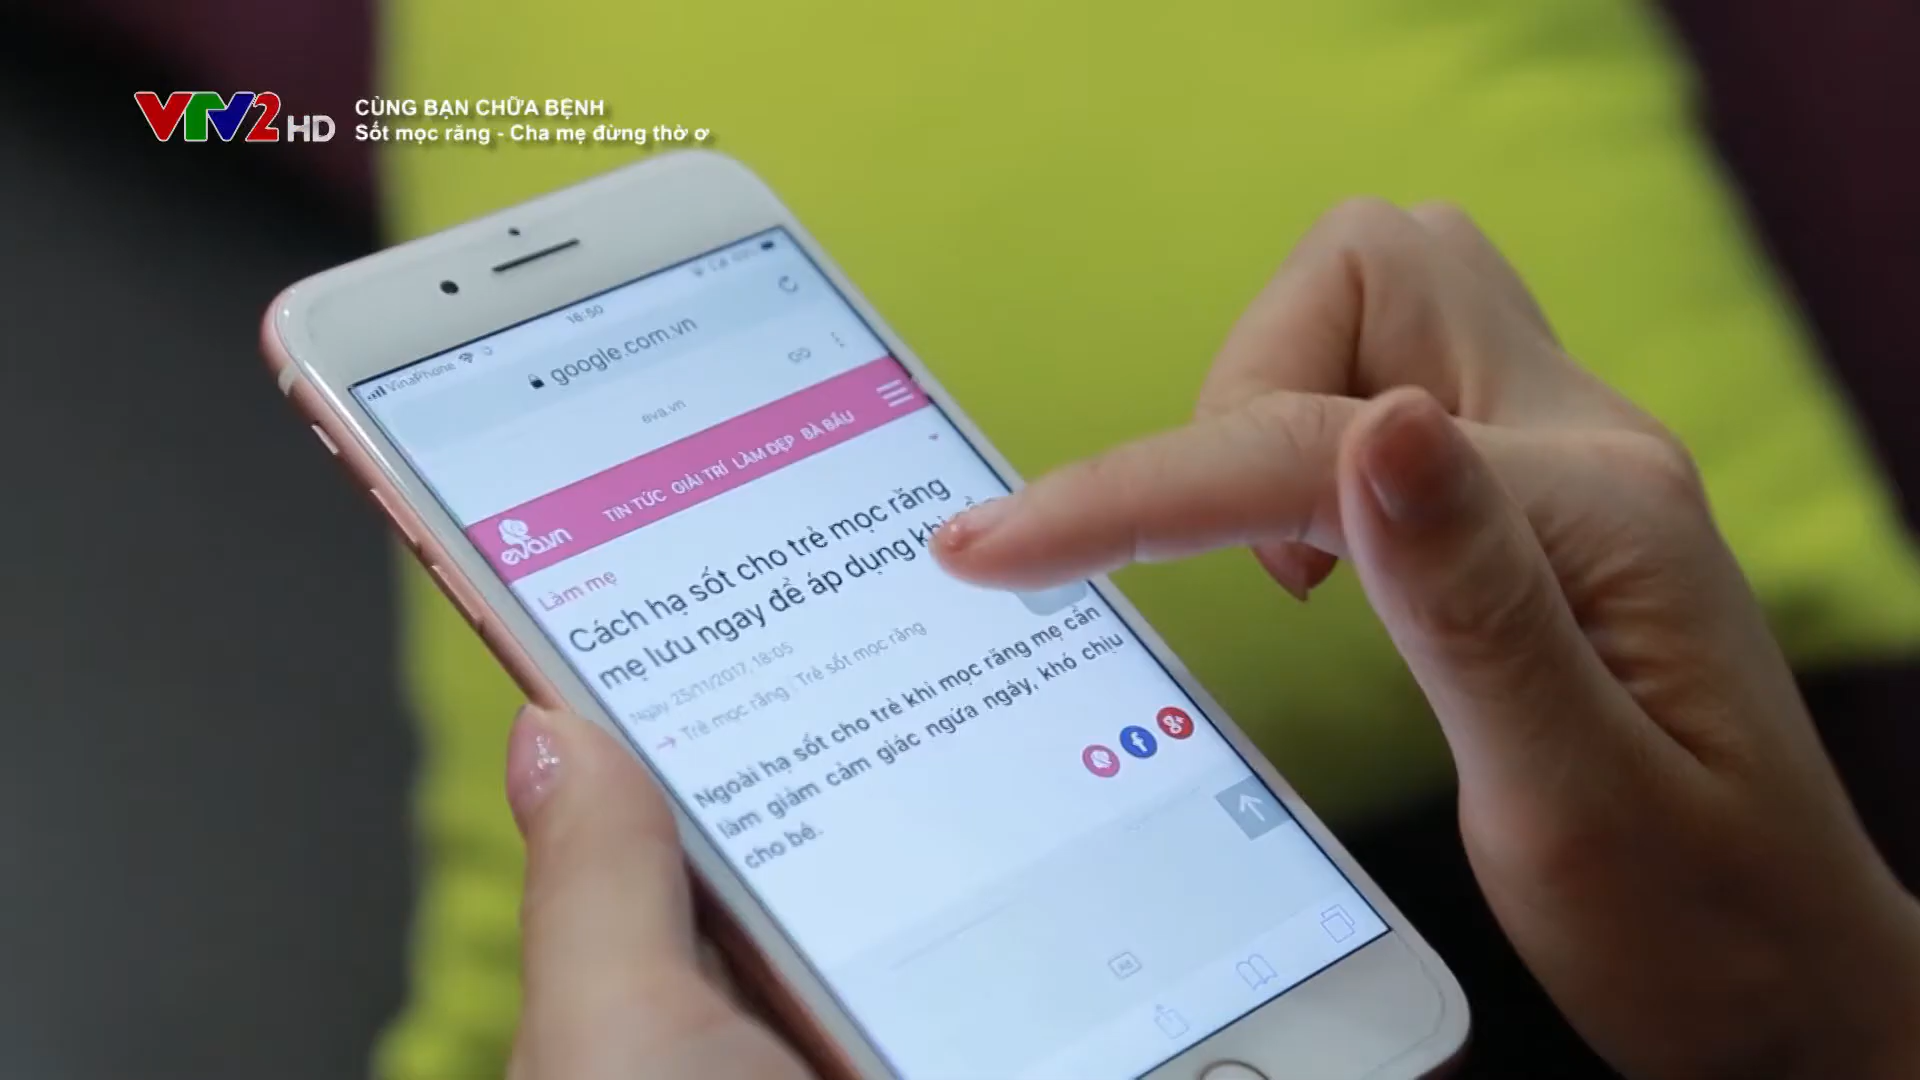 VTV2 HD
CÙNG BẠN CHỮA BỆNH
Sốt mọc răng - Cha mẹ đừng thờ ơ
VinaPhone
16:50
google.com.vn
eva.vn
eva.vn
TIN TỨC GIẢI TRÍ LÀM ĐẸP BÀ BẦU
Làm mẹ
Cách hạ sốt cho trẻ mọc răng
mẹ lưu ngay để áp dụng khi
Ngày 25/11/2017, 18:05
Trẻ mọc răng Trẻ sốt mọc răng
Ngoài hạ sốt cho trẻ khi mọc răng mẹ cần
làm giảm cảm giác ngứa ngáy, khó chịu
cho bé.
f
g+
Ad